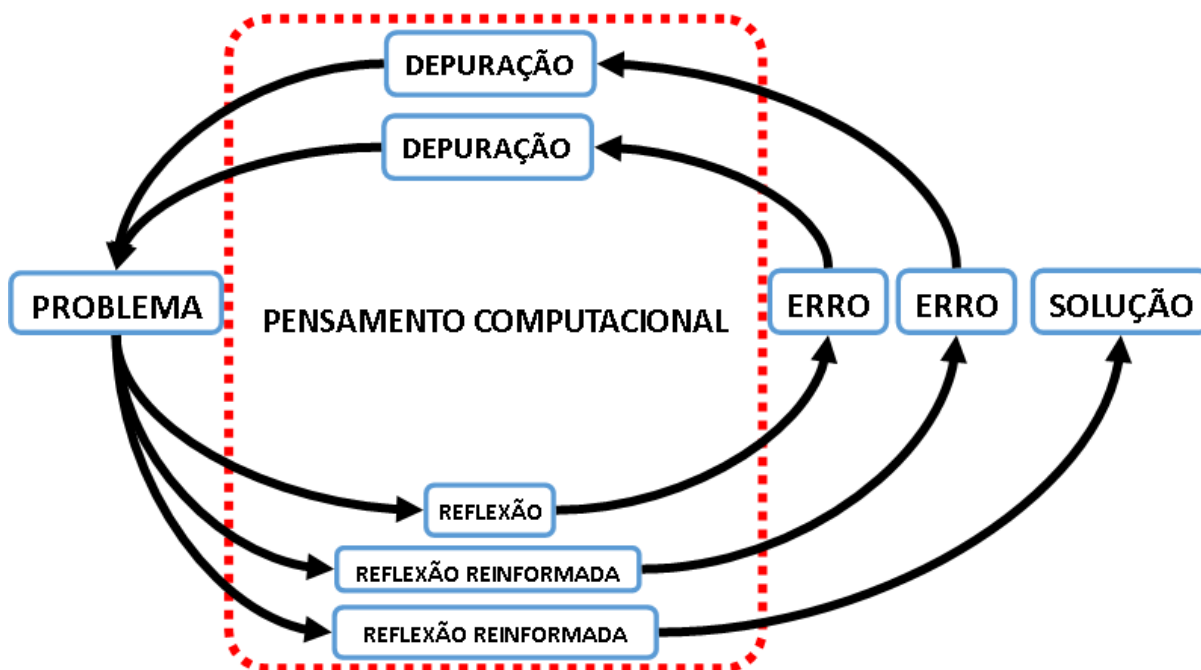 DEPURAÇÃO
DEPURAÇÃO
PROBLEMA
PENSAMENTO COMPUTACIONAL
ERRO
ERRO
SOLUÇÃO
REFLEXÃO
REFLEXÃO REINFORMADA
REFLEXÃO REINFORMADA